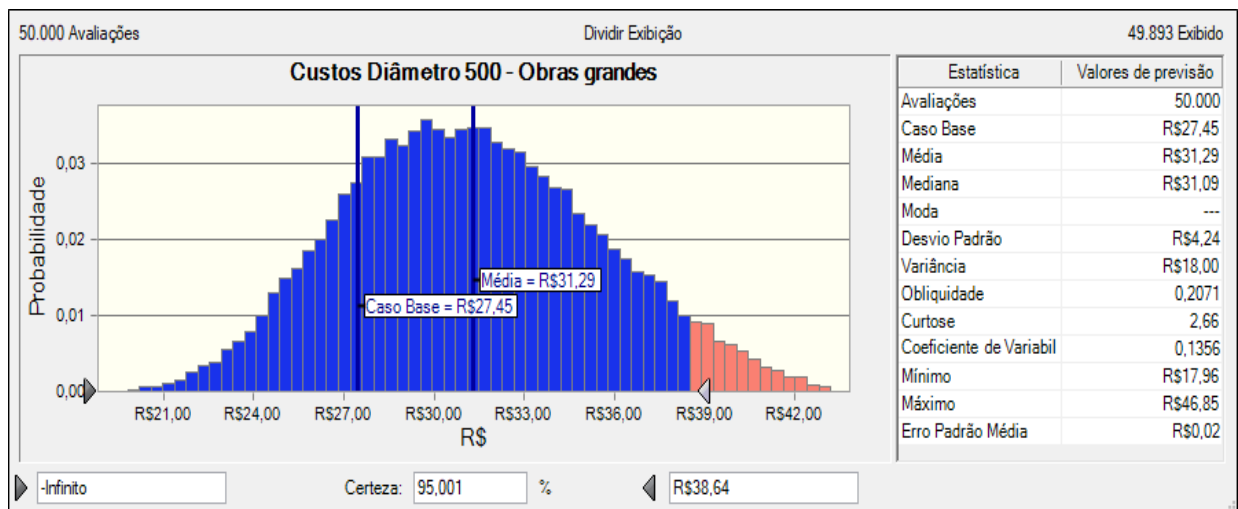 50.000 Avaliações
Dividir Exibição
49.893 Exibido
Custos Diâmetro 500 - Obras grandes
Probabilidade
0,03
0,02
0,01
0,00
Média = R$31,29
Caso Base = R$27,45
R$21,00 R$24,00 R$27,00 R$30,00 R$33,00 R$36,00 R$39,00 R$42,00
R$
Estatística Valores de previsão
Avaliações 50.000
Caso Base R$27,45
Média R$31,29
Mediana R$31,09
Moda ---
Desvio Padrão R$4,24
Variância R$18,00
Obliquidade 0,2071
Curtose 2,66
Coeficiente de Variabil 0,1356
Mínimo R$17,96
Máximo R$46,85
Erro Padrão Média R$0,02
-Infinito Certeza: 95,001 % R$38,64